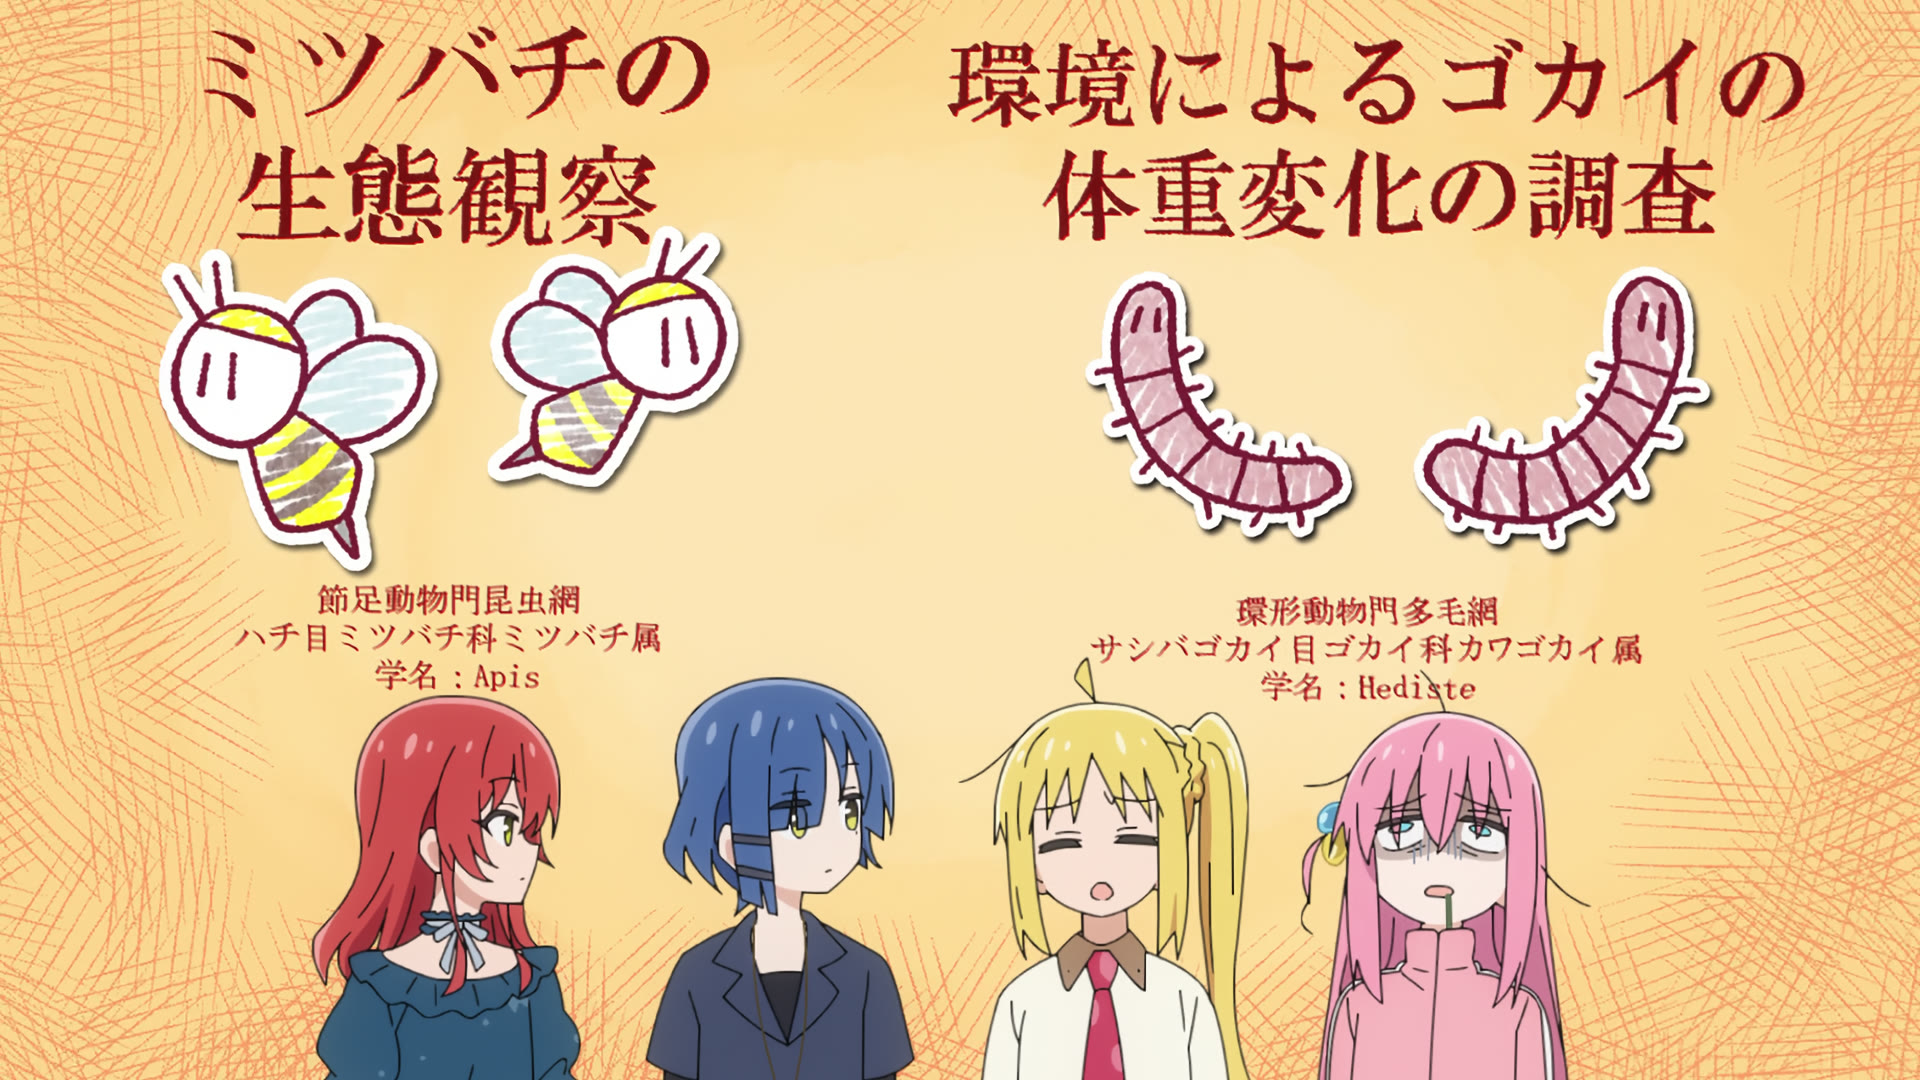 ミツバチの
生態観察
節足動物門昆虫網
ハチ目ミツバチ科ミツバチ属
学名：Apis
環境によるゴカイの
体重変化の調査
環形動物門多毛網
サシバゴカイ目ゴカイ科カワゴカイ属
学名：Hediste